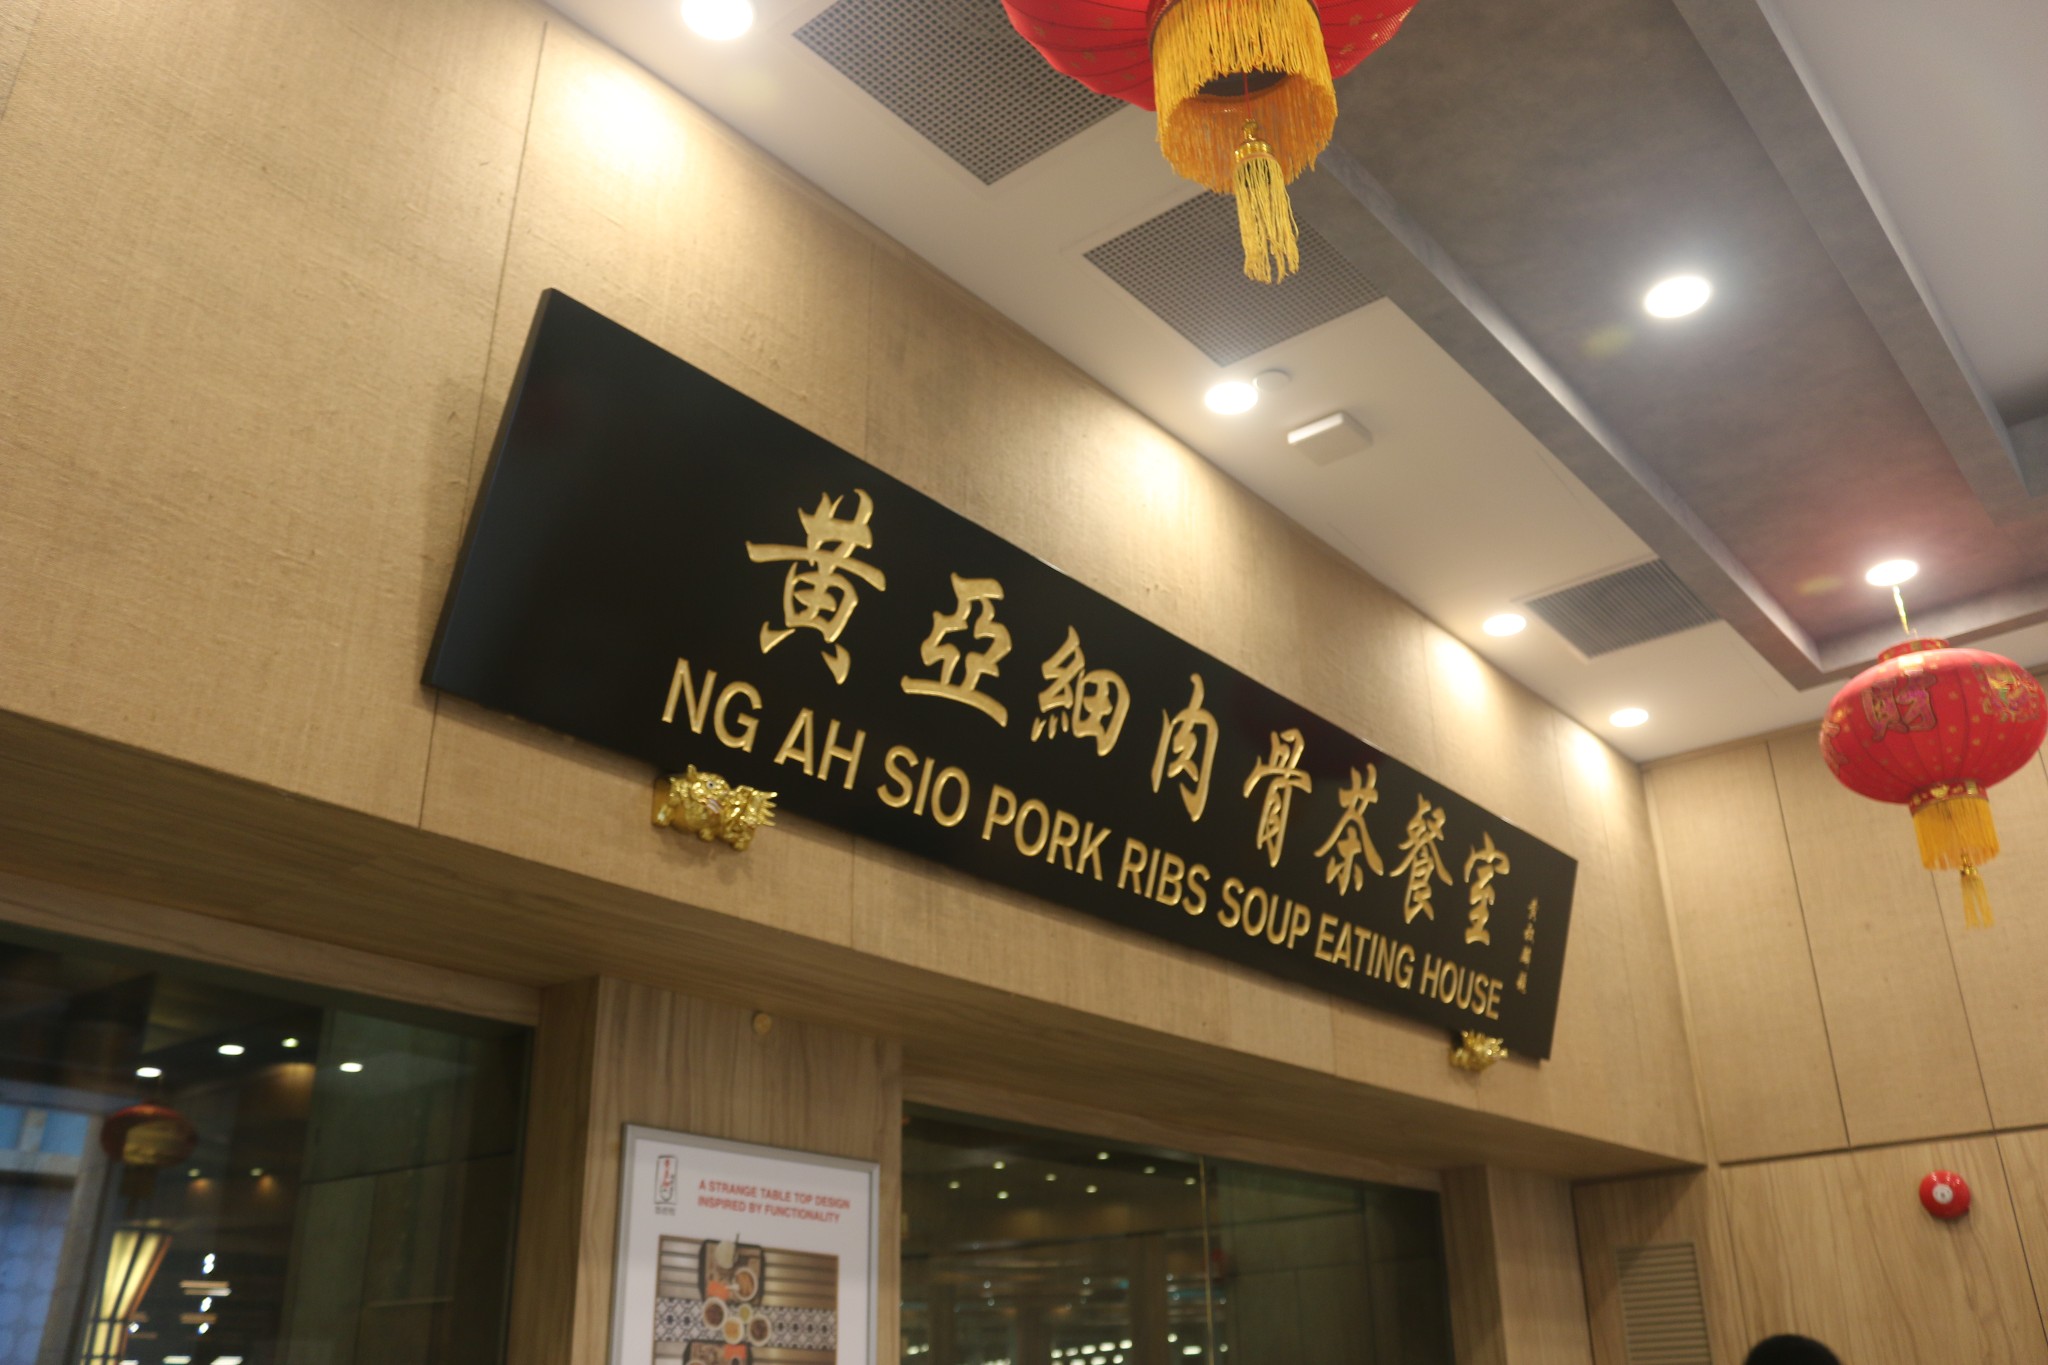 黃亞細肉骨茶餐室
NG AH SIO PORK RIBS SOUP EATING HOUSE
A STRANGE TABLE TOP DESIGN
INSPIRED BY FUNCTIONALITY